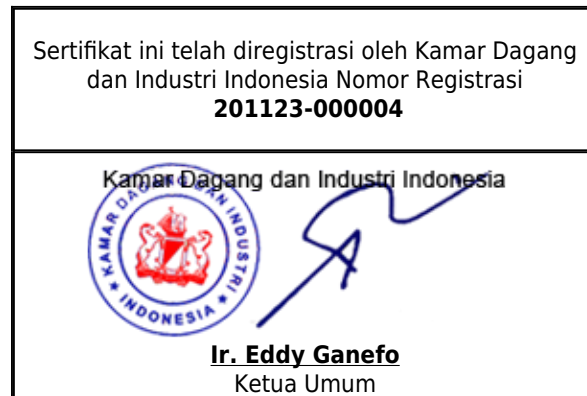 Sertifikat ini telah diregistrasi oleh Kamar Dagang
dan Industri Indonesia Nomor Registrasi
201123-000004
Kamar Dagang dan Industri Indonesia
KAMAR DAGANG DAN INDUSTRI
* INDONESIA *
Ir. Eddy Ganefo
Ketua Umum